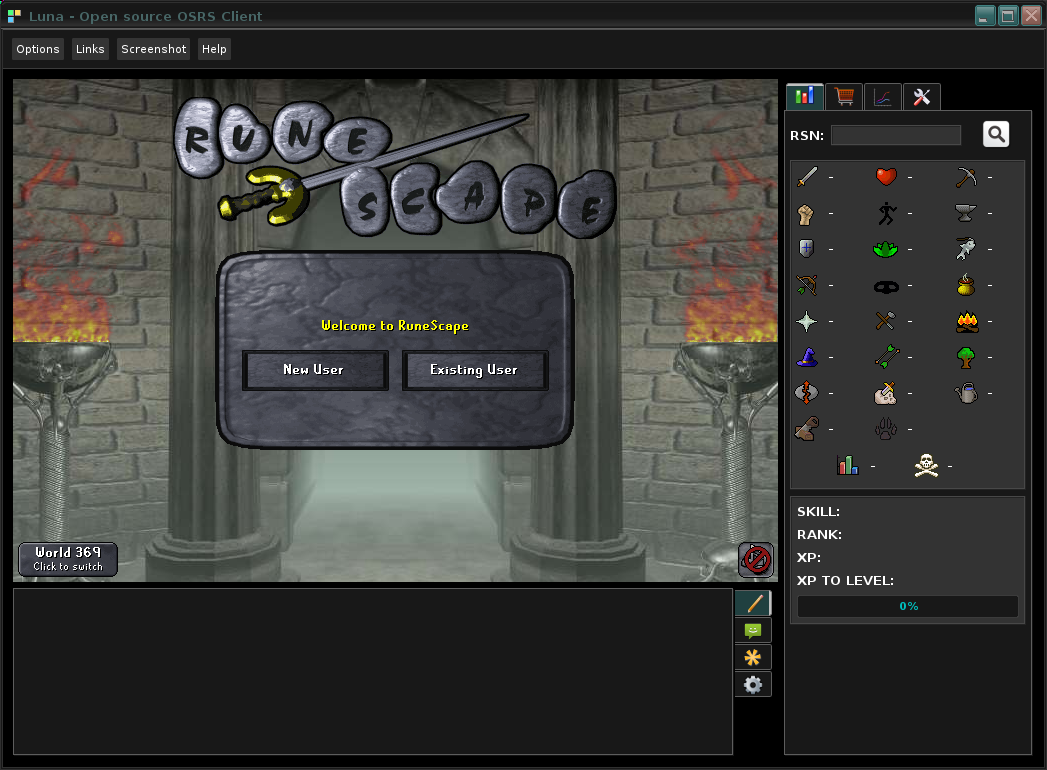 Luna - Open source OSRS Client
Options Links Screenshot Help
RUNE
SCAPE
RSN:
Welcome to RuneScape
New User Existing User
World 369
Click to switch
SKILL:
RANK:
XP:
XP TO LEVEL:
0%